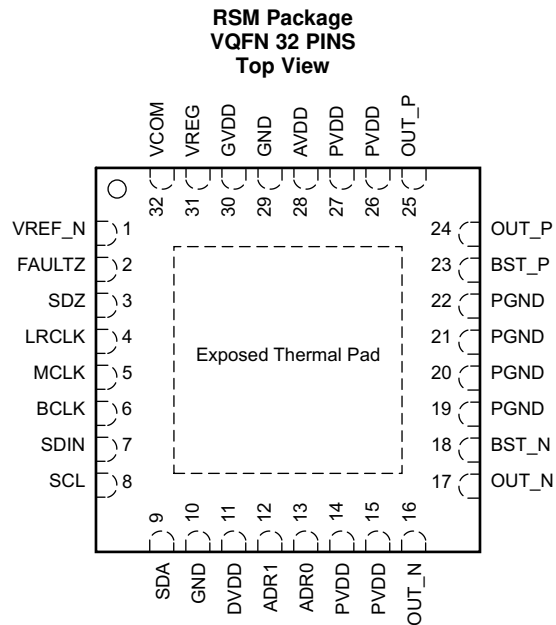 RSM Package
VQFN 32 PINS
Top View
VCOM
VREG
GVDD
GND
AVDD
PVDD
PVDD
OUT_P
32
31
30
29
28
27
26
25
VREF_N 1
FAULTZ 2
SDZ 3
LRCLK 4
MCLK 5
BCLK 6
SDIN 7
SCL 8
Exposed Thermal Pad
24 OUT_P
23 BST_P
22 PGND
21 PGND
20 PGND
19 PGND
18 BST_N
17 OUT_N
9
10
11
12
13
14
15
16
SDA
GND
DVDD
ADR1
ADR0
PVDD
PVDD
OUT_N